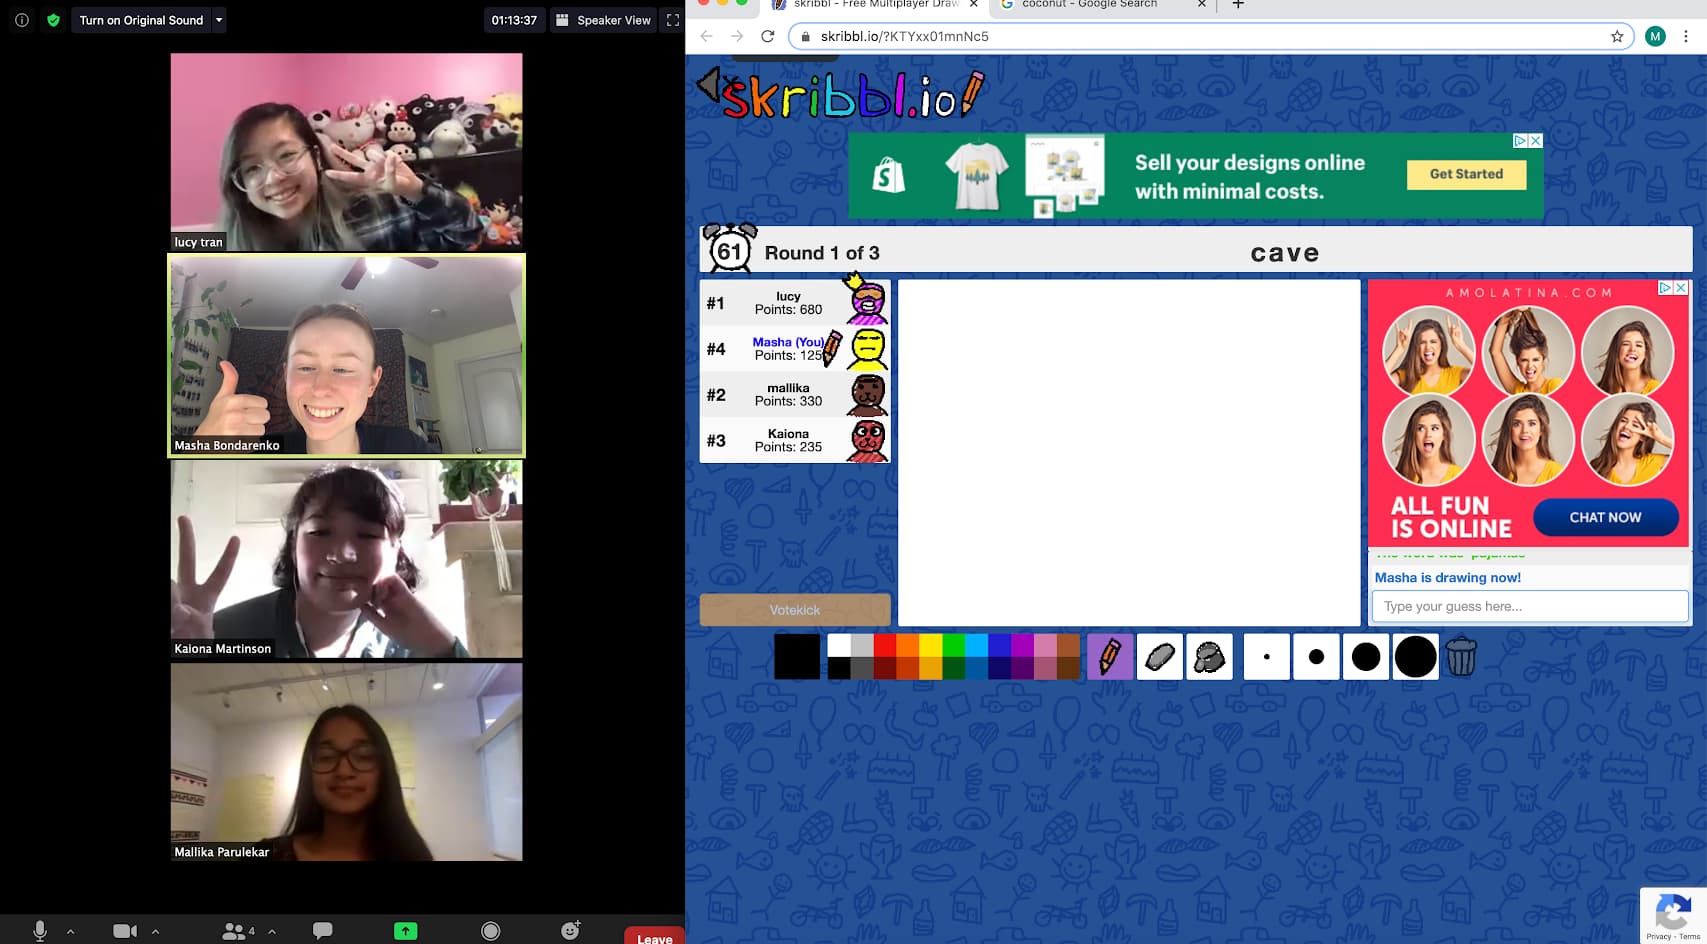 Turn on Original Sound
01:13:37
Speaker View
lucy tran
Masha Bondarenko
Kaiona Martinson
Mallika Parulekar
4
Leave
skribbl - Free Multiplayer Draw
coconut - Google Search
skribbl.io/?KTYxx01mnNc5
M
skribbl.io
Sell your designs online
with minimal costs.
Get Started
61
Round 1 of 3
cave
#1
lucy
Points: 680
#4
Masha (You)
Points: 125
#2
mallika
Points: 330
#3
Kaiona
Points: 235
Votekick
AMOLATINA.COM
ALL FUN
IS ONLINE
CHAT NOW
The word was 'pajamas'
Masha is drawing now!
Type your guess here...
Privacy - Terms